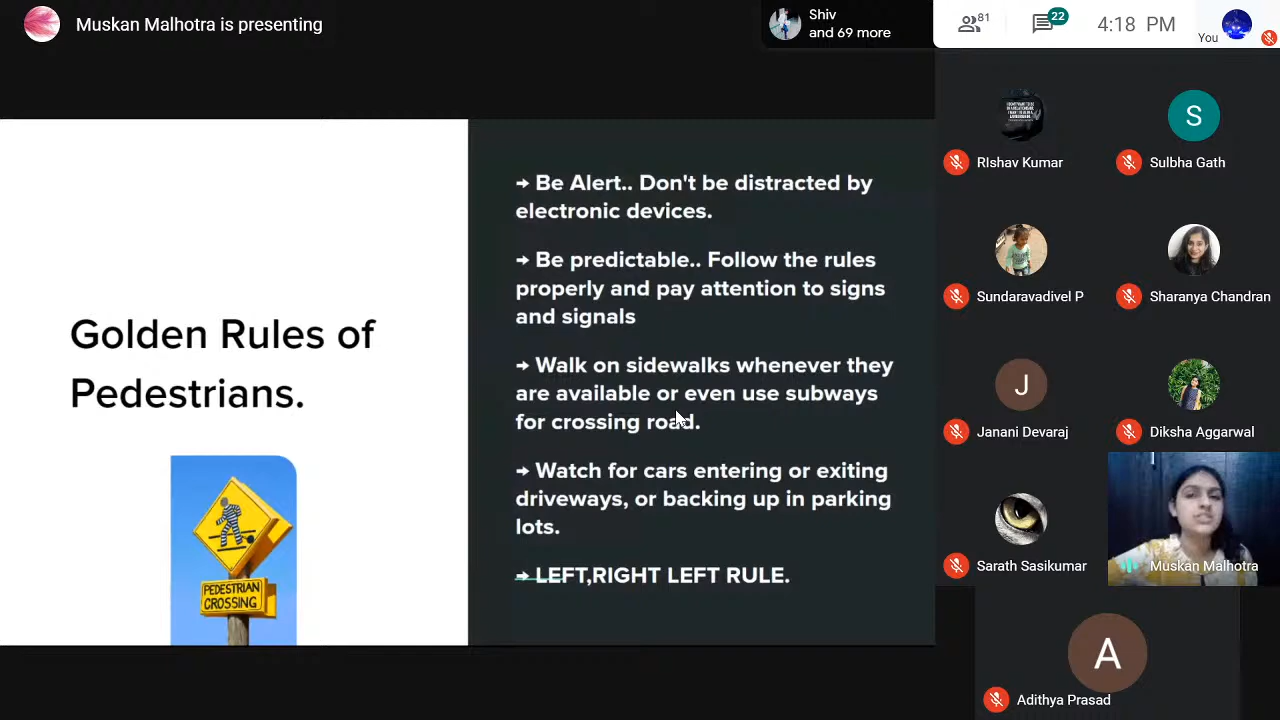 Muskan Malhotra is presenting
Shiv
and 69 more
81
22
4:18 PM
You
Golden Rules of
Pedestrians.
PEDESTRIAN
CROSSING
→ Be Alert.. Don't be distracted by
electronic devices.
→ Be predictable.. Follow the rules
properly and pay attention to signs
and signals
→ Walk on sidewalks whenever they
are available or even use subways
for crossing road.
→ Watch for cars entering or exiting
driveways, or backing up in parking
lots.
→ LEFT,RIGHT LEFT RULE.
RIshav Kumar
S
Sulbha Gath
Sundaravadivel P
Sharanya Chandran
J
Janani Devaraj
Diksha Aggarwal
Sarath Sasikumar
Muskan Malhotra
A
Adithya Prasad